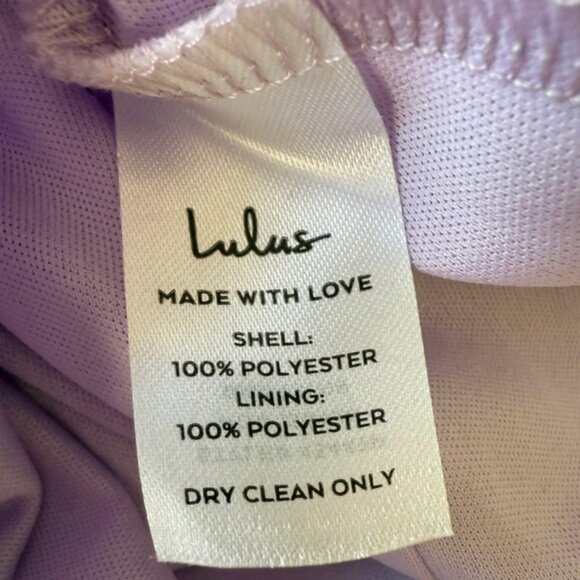 Lulus
MADE WITH LOVE
SHELL:
100% POLYESTER
LINING:
100% POLYESTER
DRY CLEAN ONLY